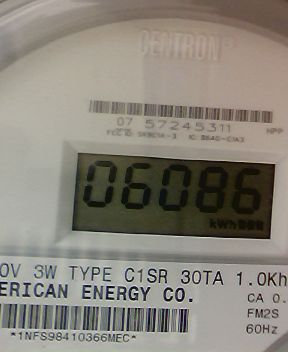 CENTRON®
07 57245311
HPP
06086
kWh
0V 3W TYPE C1SR 30TA 1.0Kh
ERICAN ENERGY CO.
CA 0.
FM2S
60Hz
*1NFS98410366MEC*